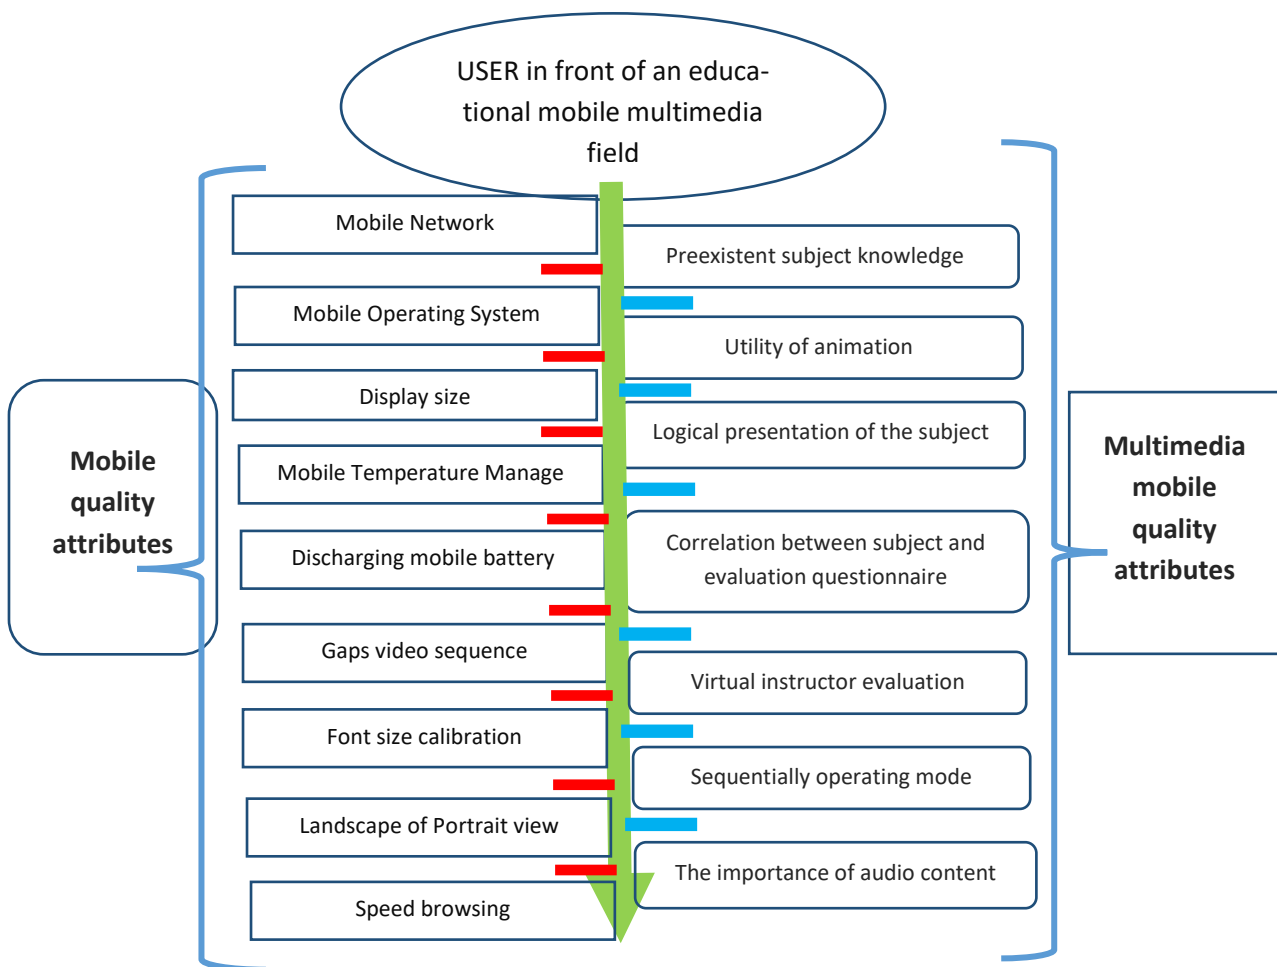 USER in front of an educa-
tional mobile multimedia
field
Mobile Network
Mobile Operating System
Display size
Mobile Temperature Manage
Discharging mobile battery
Gaps video sequence
Font size calibration
Landscape of Portrait view
Speed browsing
Preexistent subject knowledge
Utility of animation
Logical presentation of the subject
Correlation between subject and
evaluation questionnaire
Virtual instructor evaluation
Sequentially operating mode
The importance of audio content
Mobile
quality
attributes
Multimedia
mobile
quality
attributes